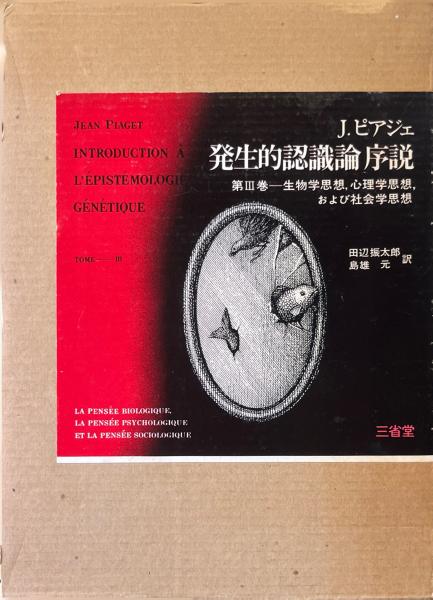 JEAN PIAGET
INTRODUCTION À
L'ÉPISTÉMOLOGIE
GÉNÉTIQUE
TOME — III
J.ピアジェ
発生的認識論序説
第III巻—生物学思想,心理学思想,
および社会学思想
田辺振太郎
島雄 元
訳
LA PENSÉE BIOLOGIQUE,
LA PENSÉE PSYCHOLOGIQUE
ET LA PENSÉE SOCIOLOGIQUE
三省堂